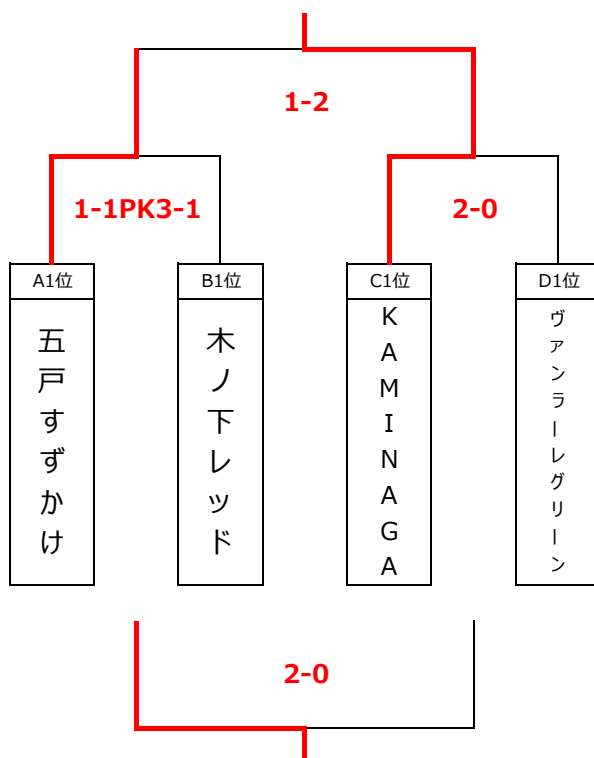 1-2
1-1PK3-1
2-0
A1位
B1位
C1位
D1位
五戸すずかけ
木ノ下レッド
KAMINAGA
ヴァンラーレグリーン
2-0